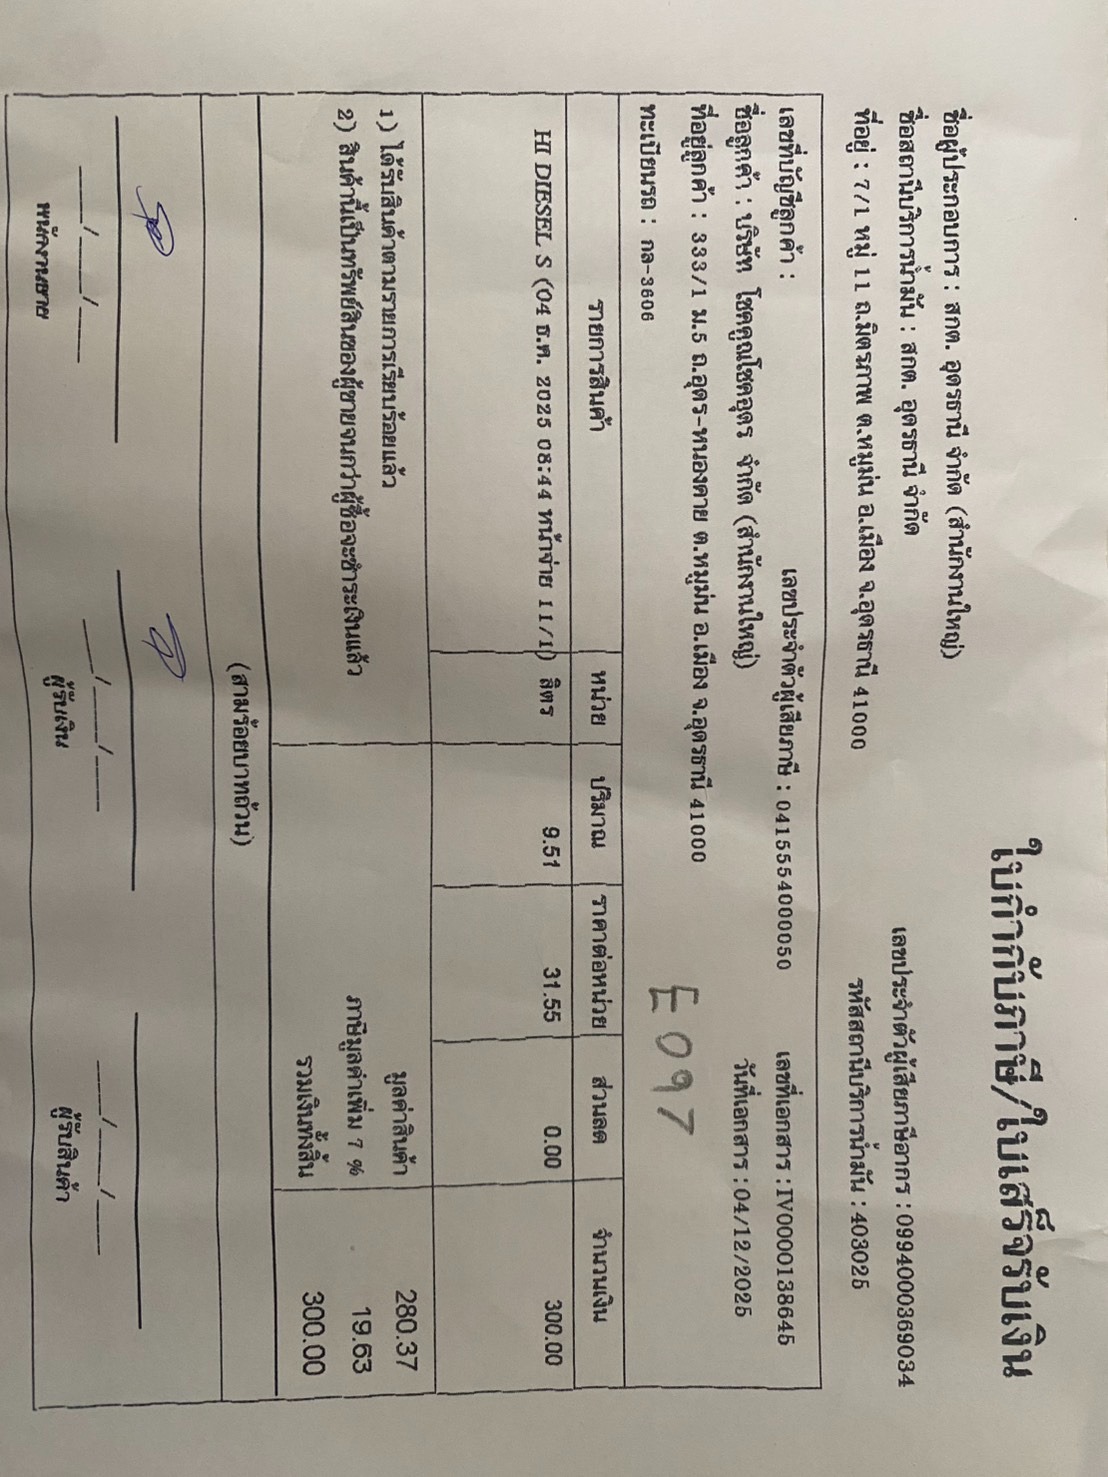 ใบกำกับภาษี/ใบเสร็จรับเงิน
ชื่อผู้ประกอบการ : สกต. อุดรธานี จำกัด (สำนักงานใหญ่)
เลขประจำตัวผู้เสียภาษีอากร : 0994000369034
ชื่อสถานีบริการน้ำมัน : สกต. อุดรธานี จำกัด
รหัสสถานีบริการน้ำมัน : 403025
ที่อยู่ : 7/1 หมู่ 11 ถ.มิตรภาพ ต.หมูม่น อ.เมือง จ.อุดรธานี 41000
เลขที่บัญชีลูกค้า : เลขประจำตัวผู้เสียภาษี : 0415554000050 เลขที่เอกสาร : IV0000138645
ชื่อลูกค้า : บริษัท โชคคูณโชคอุดร จำกัด (สำนักงานใหญ่) วันที่เอกสาร : 04/12/2025
ที่อยู่ลูกค้า : 333/1 ม.5 ถ.อุดร-หนองคาย ต.หมูม่น อ.เมือง จ.อุดรธานี 41000
ทะเบียนรถ : กล-3606
E097
รายการสินค้า หน่วย ปริมาณ ราคาต่อหน่วย ส่วนลด จำนวนเงิน
HI DIESEL S (04 ธ.ค. 2025 08:44 หน้าจ่าย 11/1) ลิตร 9.51 31.55 0.00 300.00
1) ได้รับสินค้าตามรายการเรียบร้อยแล้ว มูลค่าสินค้า 280.37
2) สินค้านี้เป็นทรัพย์สินของผู้ขายจนกว่าผู้ซื้อจะชำระเงินแล้ว ภาษีมูลค่าเพิ่ม 7 % 19.63
รวมเงินทั้งสิ้น 300.00
(สามร้อยบาทถ้วน)
___/___/___ ___/___/___ ___/___/___
พนักงานขาย ผู้รับเงิน ผู้รับสินค้า